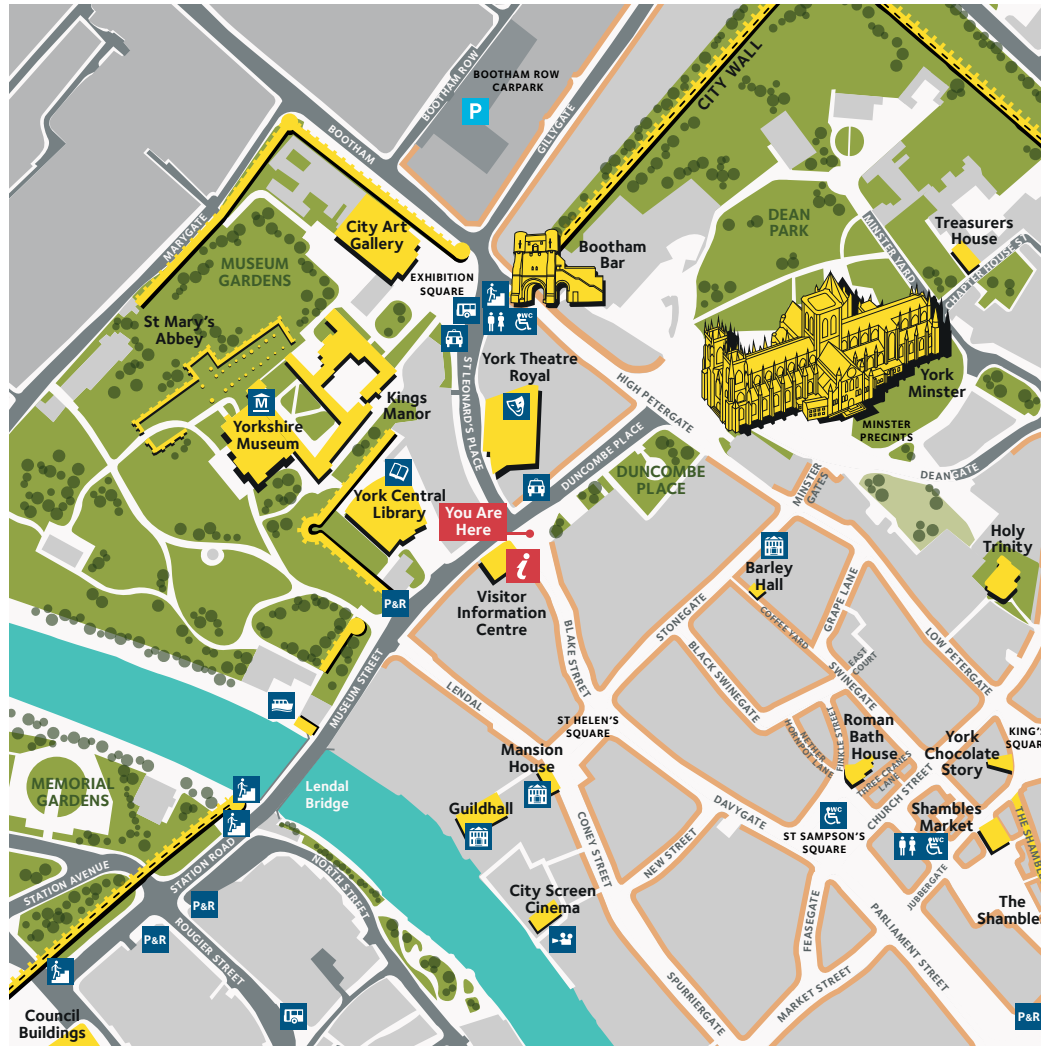 BOOTHAM ROW
CARPARK
P
BOOTHAM ROW
GILLYGATE
BOOTHAM
CITY WALL
MARYGATE
City Art
Gallery
MUSEUM
GARDENS
EXHIBITION
SQUARE
Bootham
Bar
DEAN
PARK
MINSTER YARD
Treasurers
House
CHAPTER HOUSE ST
St Mary's
Abbey
WC
York Theatre
Royal
ST LEONARD'S PLACE
HIGH PETERGATE
York
Minster
MINSTER
PRECINTS
Kings
Manor
M
Yorkshire
Museum
DUNCOMBE PLACE
DUNCOMBE
PLACE
DEANGATE
MINSTER
GATES
York Central
Library
You Are
Here
i
Visitor
Information
Centre
Barley
Hall
Holy
Trinity
P&R
BLAKE STRRET
STONEGATE
COFFEE YARD
GRAPE LANE
EAST
COURT
LOW PETERGATE
SWINEGATE
BLACK SWINEGATE
LENDAL
MUSEUM STREET
ST HELEN'S
SQUARE
NETHER
HORNPOT LANE
FINKLE STREET
Roman
Bath
House
THREE CRANES
LANE
York
Chocolate
Story
KING'S
SQUARE
Mansion
House
MEMORIAL
GARDENS
Lendal
Bridge
Guildhall
CHURCH STREET
DAVYGATE
WC
ST SAMPSON'S
SQUARE
Shambles
Market
WC
THE SHAMBLE
CONEY STREET
NEW STREET
JUBBERGATE
STATION AVENUE
STATION ROAD
NORTH STREET
City Screen
Cinema
FEASEGATE
PARLIAMENT STREET
The
Shamble
P&R
P&R
ROUGIER STREET
SPURRIERGATE
MARKET STREET
P&R
Council
Buildings